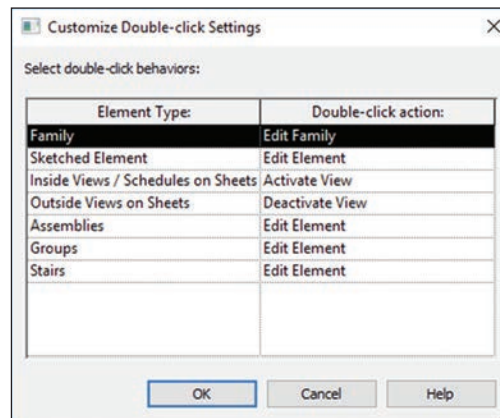 Customize Double-click Settings
Select double-click behaviors:
Element Type: Double-click action:
Family Edit Family
Sketched Element Edit Element
Inside Views / Schedules on Sheets Activate View
Outside Views on Sheets Deactivate View
Assemblies Edit Element
Groups Edit Element
Stairs Edit Element
OK Cancel Help